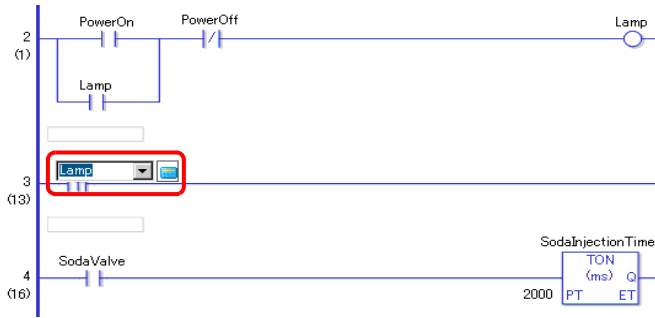 PowerOn PowerOff Lamp
2
(1)
Lamp
Lamp
3
(13)
SodaInjectionTime
SodaValve TON
4 (ms) Q
(16) 2000 PT ET